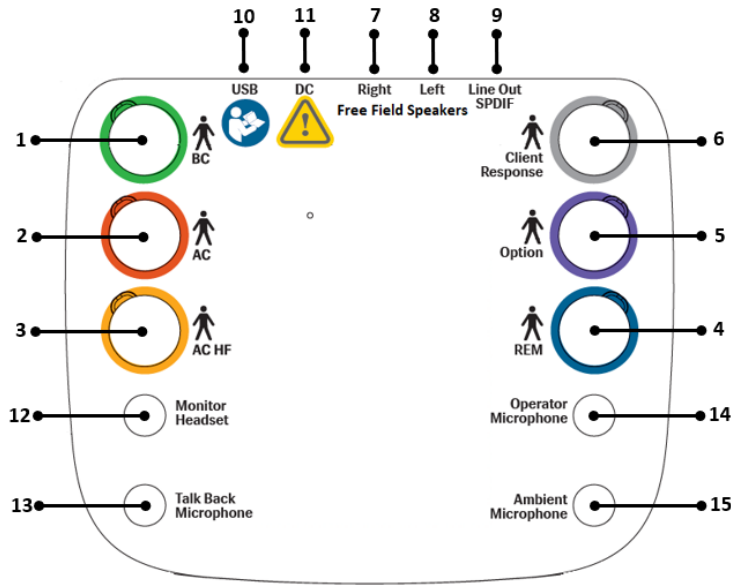 10
11
7
8
9
USB
DC
Right
Left
Line Out
SPDIF
Free Field Speakers
1
BC
Client
Response
6
2
AC
Option
5
3
AC HF
REM
4
12
Monitor
Headset
Operator
Microphone
14
13
Talk Back
Microphone
Ambient
Microphone
15